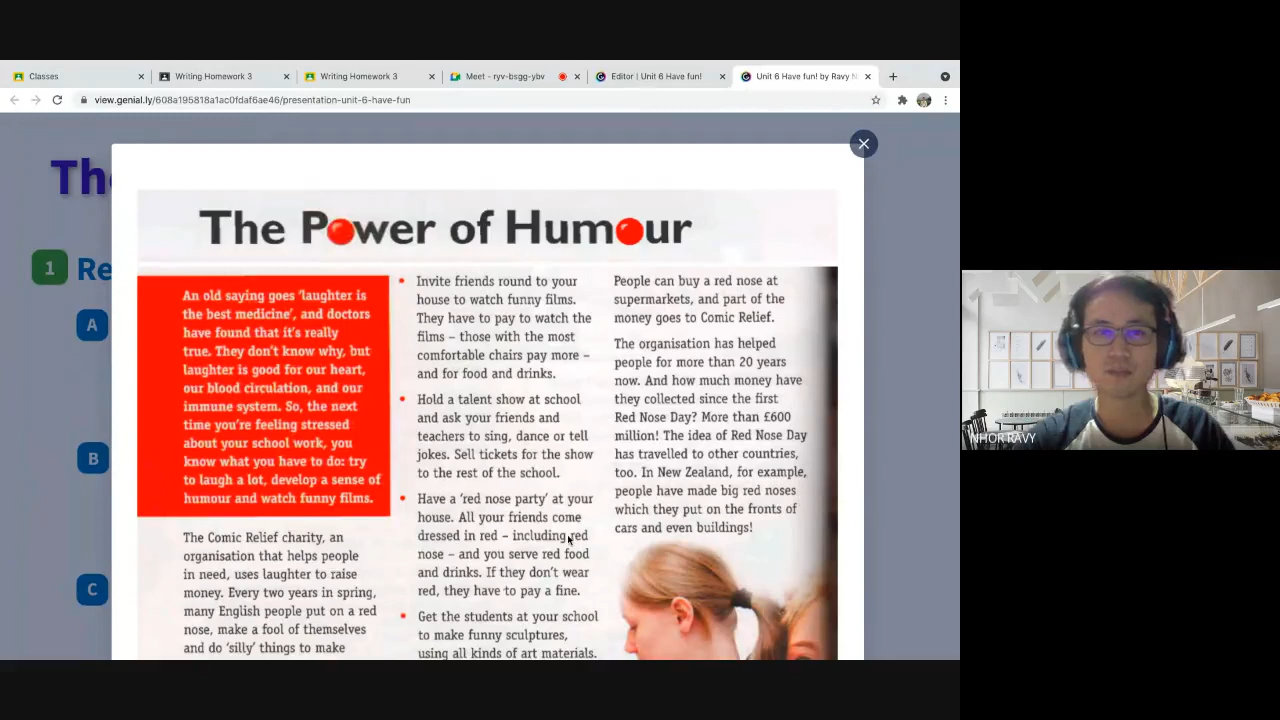 Classes
Writing Homework 3
Writing Homework 3
Meet - ryv-bsgg-ybv
Editor | Unit 6 Have fun!
Unit 6 Have fun! by Ravy N
view.genial.ly/608a195818a1ac0fdaf6ae46/presentation-unit-6-have-fun
The
1
Re
A
B
C
The Power of Humour
An old saying goes 'laughter is
the best medicine', and doctors
have found that it's really
true. They don't know why, but
laughter is good for our heart,
our blood circulation, and our
immune system. So, the next
time you're feeling stressed
about your school work, you
know what you have to do: try
to laugh a lot, develop a sense of
humour and watch funny films.
The Comic Relief charity, an
organisation that helps people
in need, uses laughter to raise
money. Every two years in spring,
many English people put on a red
nose, make a fool of themselves
and do 'silly' things to make
• Invite friends round to your
house to watch funny films.
They have to pay to watch the
films – those with the most
comfortable chairs pay more –
and for food and drinks.
• Hold a talent show at school
and ask your friends and
teachers to sing, dance or tell
jokes. Sell tickets for the show
to the rest of the school.
• Have a 'red nose party' at your
house. All your friends come
dressed in red – including red
nose – and you serve red food
and drinks. If they don't wear
red, they have to pay a fine.
• Get the students at your school
to make funny sculptures,
using all kinds of art materials.
People can buy a red nose at
supermarkets, and part of the
money goes to Comic Relief.
The organisation has helped
people for more than 20 years
now. And how much money have
they collected since the first
Red Nose Day? More than £600
million! The idea of Red Nose Day
has travelled to other countries,
too. In New Zealand, for example,
people have made big red noses
which they put on the fronts of
cars and even buildings!
NHOR RAVY